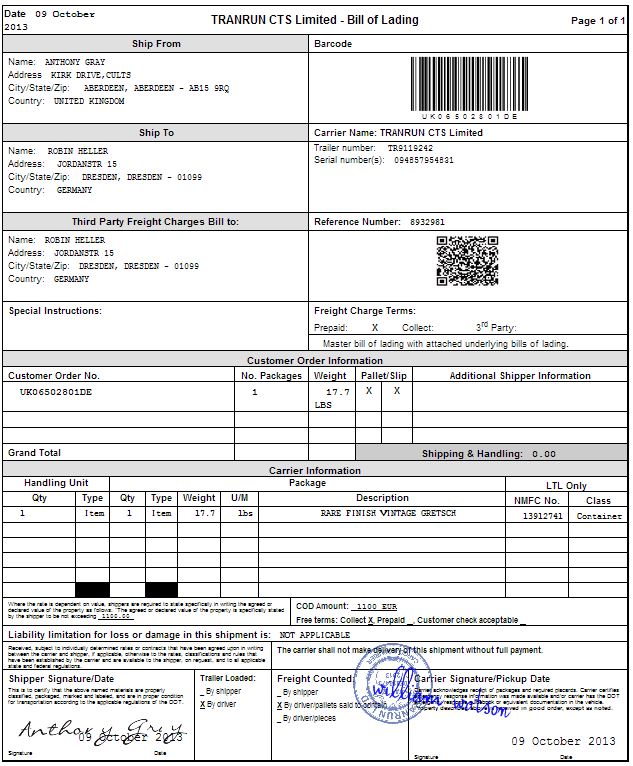 Date 09 October 2013
TRANRUN CTS Limited - Bill of Lading
Page 1 of 1
Ship From
Name: ANTHONY GRAY
Address KIRK DRIVE,CULTS
City/State/Zip: ABERDEEN, ABERDEEN - AB15 9RQ
Country: UNITED KINGDOM
Barcode
UK06502801DE
Ship To
Name: ROBIN HELLER
Address: JORDANSTR 15
City/State/Zip: DRESDEN, DRESDEN - 01099
Country: GERMANY
Carrier Name: TRANRUN CTS Limited
Trailer number: TR9119242
Serial number(s): 094857954831
Third Party Freight Charges Bill to:
Name: ROBIN HELLER
Address: JORDANSTR 15
City/State/Zip: DRESDEN, DRESDEN - 01099
Country: GERMANY
Reference Number: 8932981
Special Instructions:
Freight Charge Terms:
Prepaid: X Collect: 3rd Party:
Master bill of lading with attached underlying bills of lading.
Customer Order Information
Customer Order No. No. Packages Weight Pallet/Slip Additional Shipper Information
UK06502801DE 1 17.7 LBS X X
Grand Total Shipping & Handling: 0.00
Carrier Information
Handling Unit Package LTL Only
Qty Type Qty Type Weight U/M Description NMFC No. Class
1 Item 1 Item 17.7 lbs RARE FINISH VINTAGE GRETSCH 13912741 Container
Where the rate is dependent on value, shippers are required to state specifically in writing the agreed or
declared value of the property as follows: "The agreed or declared value of the property is specifically stated
by the shipper to be not exceeding 1100.00
COD Amount: 1100 EUR
Free terms: Collect X Prepaid _ Customer check acceptable _
Liability limitation for loss or damage in this shipment is: NOT APPLICABLE
Received, subject to individually determined rates or contracts that have been agreed upon in writing
between the carrier and shipper, if applicable, otherwise to the rates, classifications and rules that
have been established by the carrier and are available to the shipper, on request, and to all applicable
state and federal regulations.
The carrier shall not make delivery of this shipment without full payment.
Shipper Signature/Date
This is to certify that the above named materials are properly
classified, packaged, marked and labeled, and are in proper condition
for transportation according to the applicable regulations of the DOT.
Anthony Gray
09 October 2013
Signature Date
Trailer Loaded:
_ By shipper
X By driver
Freight Counted:
_ By shipper
X By driver/pallets said to contain
_ By driver/pieces
Carrier Signature/Pickup Date
Carrier acknowledges receipt of packages and required placards. Carrier certifies
response information was made available and/or carrier has the DOT
or equivalent documentation in the vehicle.
Property described above is received in good order, except as noted.
william watson
09 October 2013
Signature Date